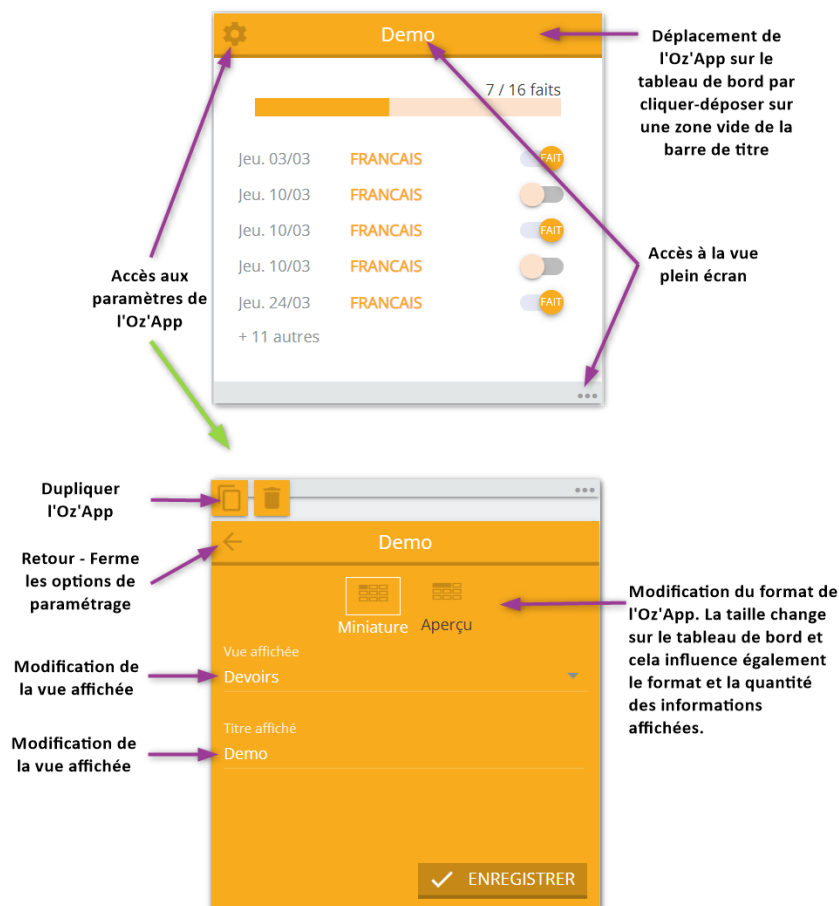 Demo
7 / 16 faits
Jeu. 03/03 FRANCAIS FAIT
Jeu. 10/03 FRANCAIS
Jeu. 10/03 FRANCAIS FAIT
Jeu. 10/03 FRANCAIS
Jeu. 24/03 FRANCAIS FAIT
+ 11 autres
Déplacement de
l'Oz'App sur le
tableau de bord par
cliquer-déposer sur
une zone vide de la
barre de titre
Accès à la vue
plein écran
Accès aux
paramètres de
l'Oz'App
Dupliquer
l'Oz'App
Retour - Ferme
les options de
paramétrage
Modification de
la vue affichée
Modification de
la vue affichée
Demo
Miniature Aperçu
Vue affichée
Devoirs
Titre affiché
Demo
ENREGISTRER
Modification du format de
l'Oz'App. La taille change
sur le tableau de bord et
cela influence également
le format et la quantité
des informations
affichées.